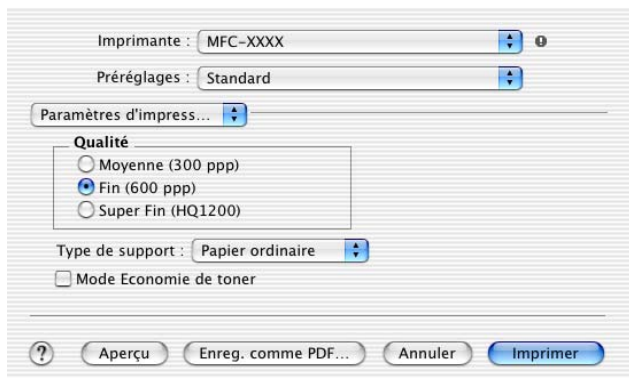 Imprimante : MFC-XXXX
Préréglages : Standard
Paramètres d'impress...
Qualité
Moyenne (300 ppp)
Fin (600 ppp)
Super Fin (HQ1200)
Type de support : Papier ordinaire
Mode Economie de toner
? Aperçu Enreg. comme PDF... Annuler Imprimer